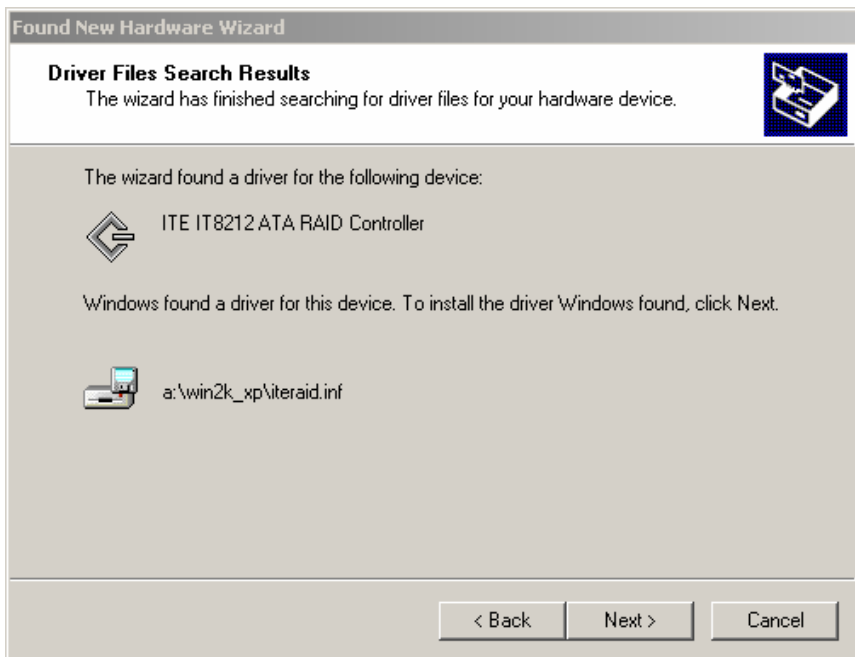 Found New Hardware Wizard
Driver Files Search Results
The wizard has finished searching for driver files for your hardware device.
The wizard found a driver for the following device:
ITE IT8212 ATA RAID Controller
Windows found a driver for this device. To install the driver Windows found, click Next.
a:\win2k_xp\iteraid.inf
< Back Next > Cancel